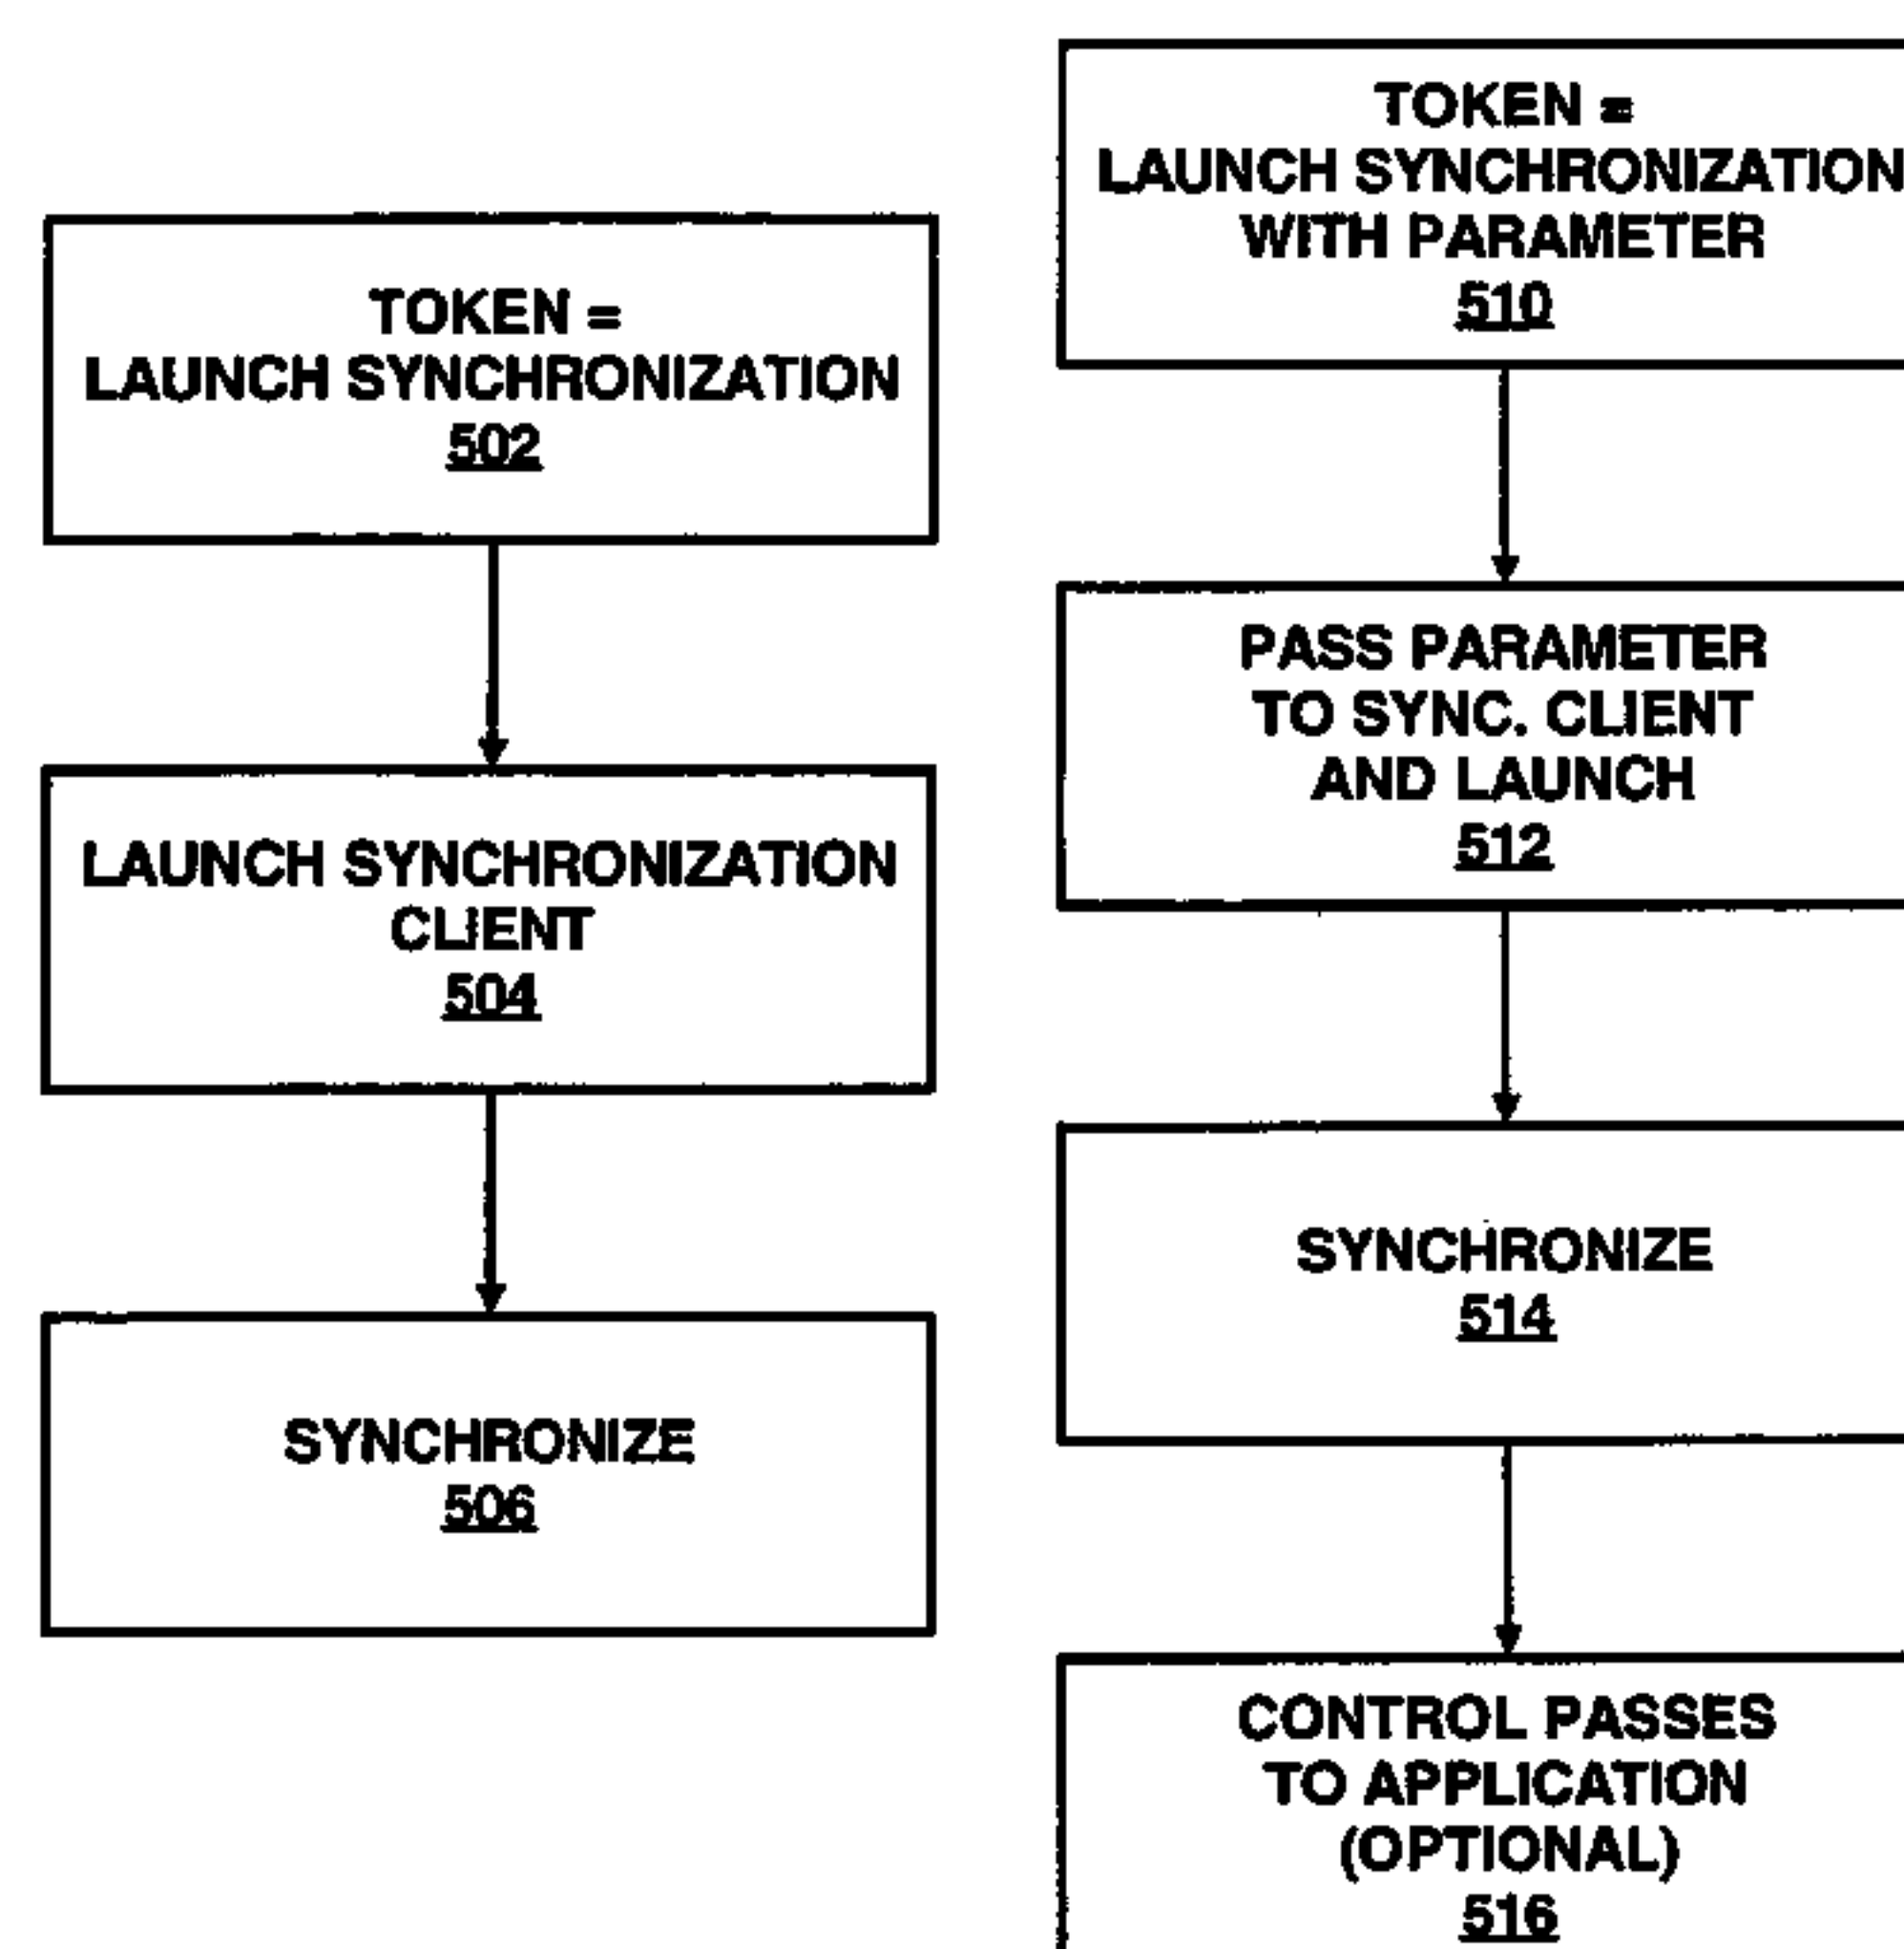 TOKEN =
LAUNCH SYNCHRONIZATION
502
LAUNCH SYNCHRONIZATION
CLIENT
504
SYNCHRONIZE
506
TOKEN =
LAUNCH SYNCHRONIZATION
WITH PARAMETER
510
PASS PARAMETER
TO SYNC. CLIENT
AND LAUNCH
512
SYNCHRONIZE
514
CONTROL PASSES
TO APPLICATION
(OPTIONAL)
516